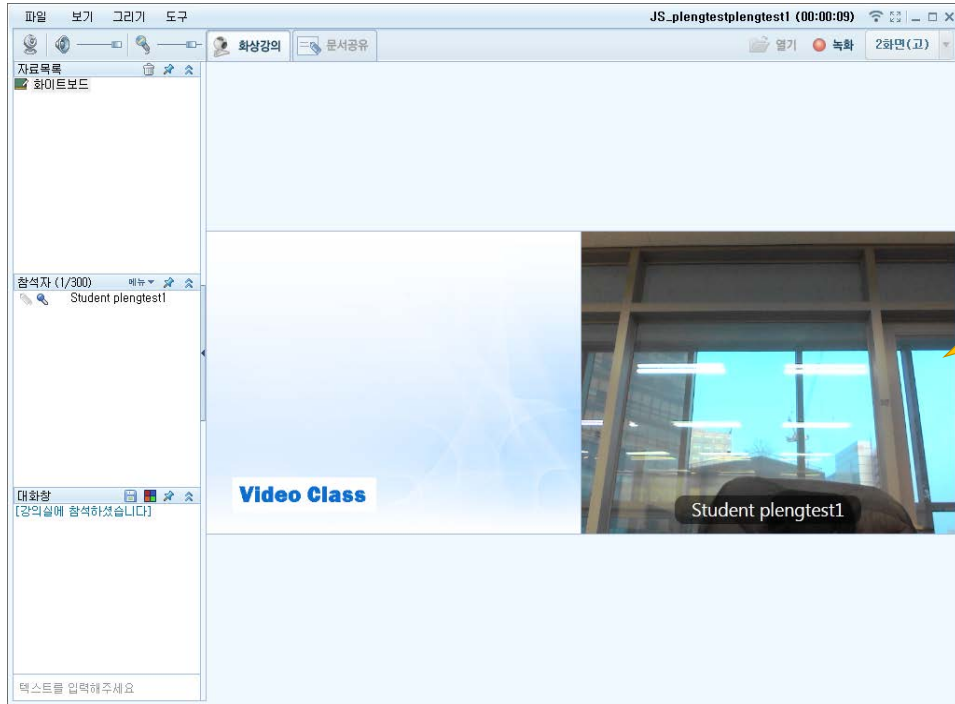 파일 보기 그리기 도구 JS_plengtestplengtest1 (00:00:09)
화상강의 문서공유 열기 녹화 2화면(고)
자료목록
화이트보드
참석자 (1/300) 메뉴
Student plengtest1
대화창
[강의실에 참석하셨습니다]
텍스트를 입력해주세요
Video Class
Student plengtest1